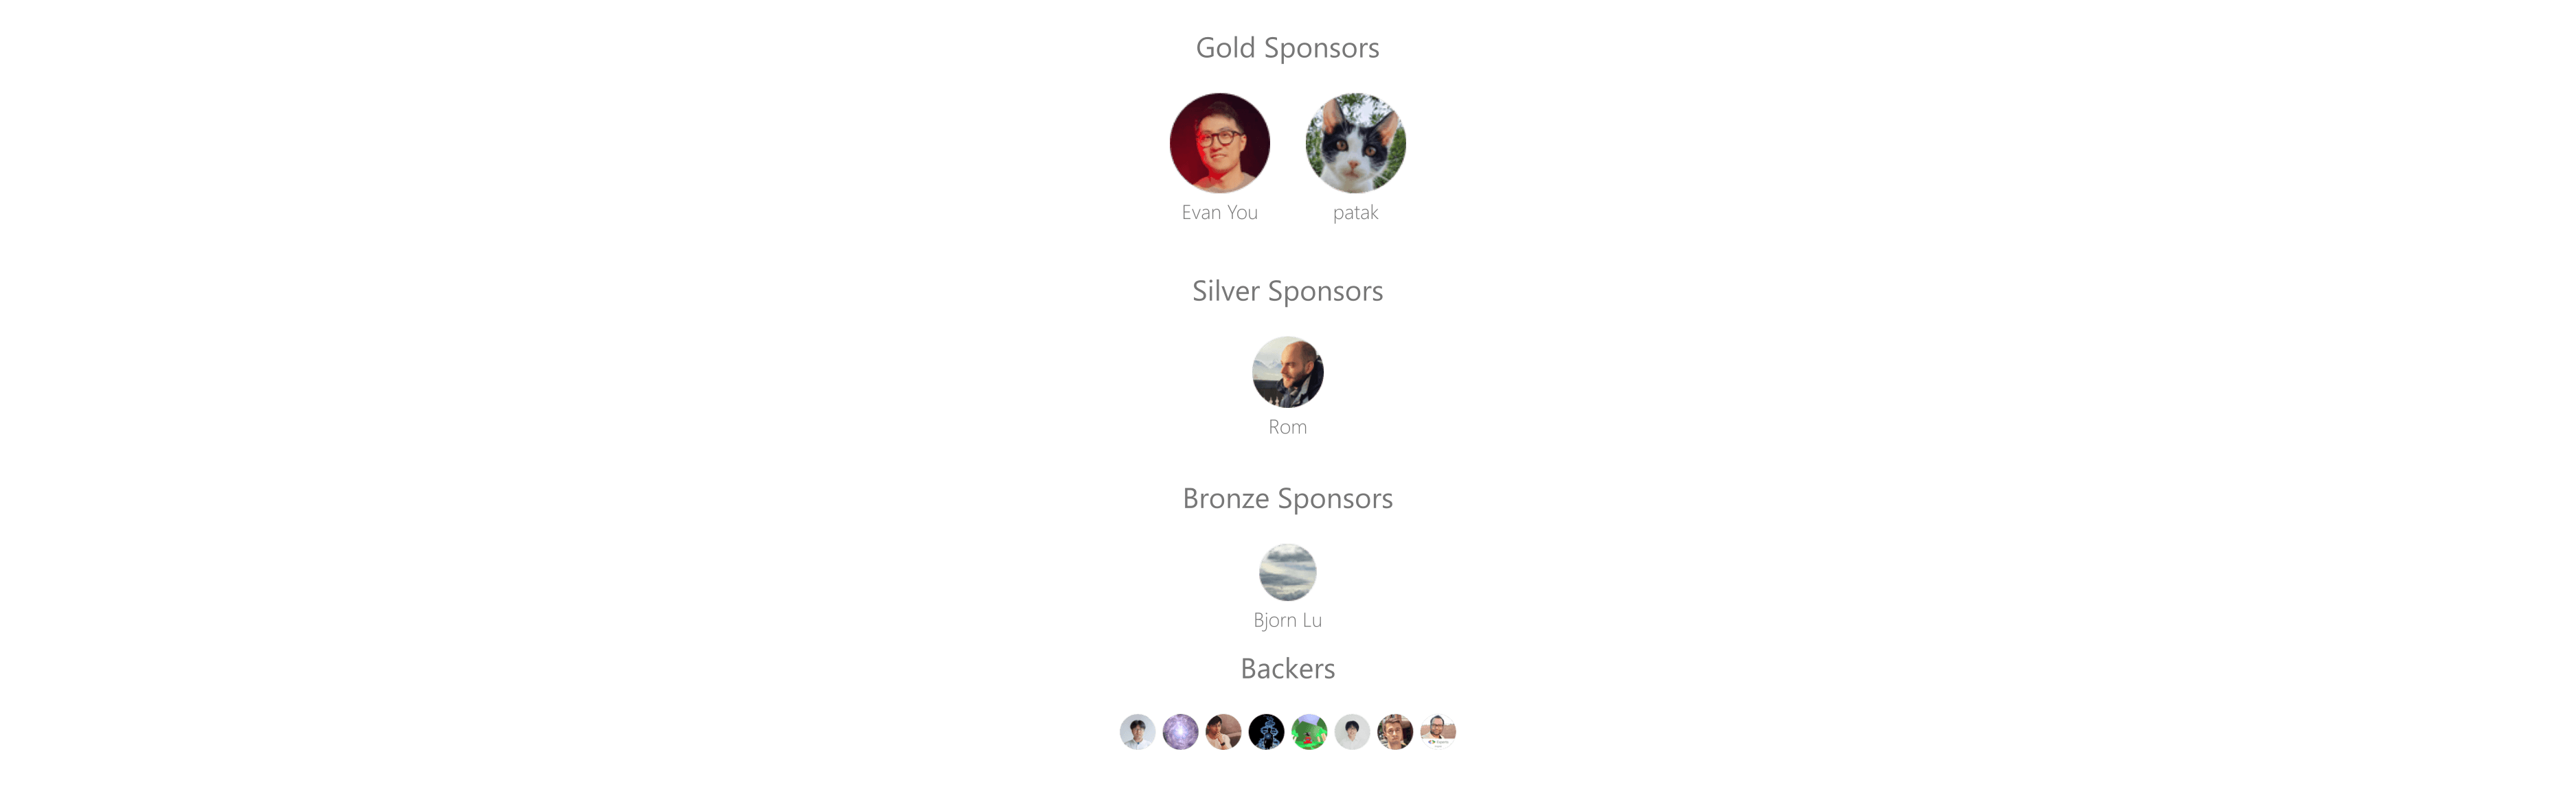 Gold Sponsors
Evan You
patak
Silver Sponsors
Rom
Bronze Sponsors
Bjorn Lu
Backers